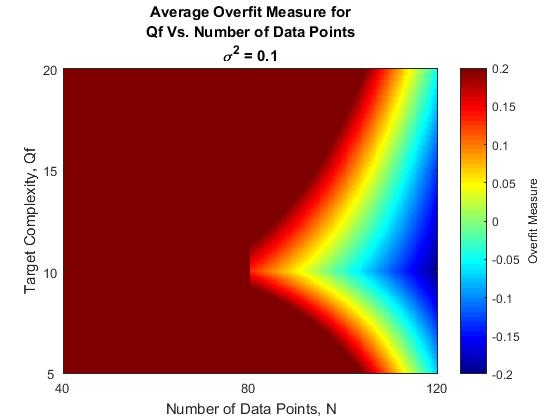 Average Overfit Measure for
Qf Vs. Number of Data Points
σ² = 0.1
20
15
10
5
Target Complexity, Qf
40
80
120
Number of Data Points, N
0.2
0.15
0.1
0.05
0
-0.05
-0.1
-0.15
-0.2
Overfit Measure